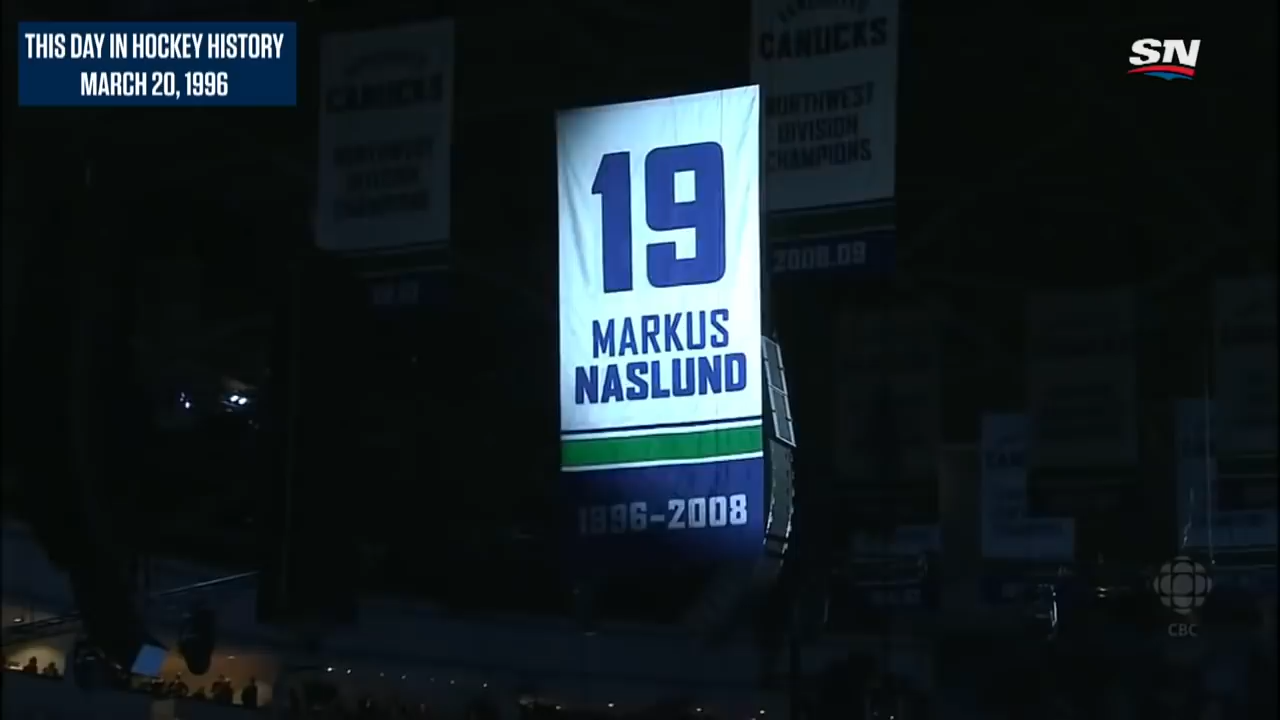 THIS DAY IN HOCKEY HISTORY
MARCH 20, 1996
SN
CANUCKS
CANUCKS
NORTHWEST
DIVISION
CHAMPIONS
2008.09
19
MARKUS
NASLUND
1996-2008
CBC